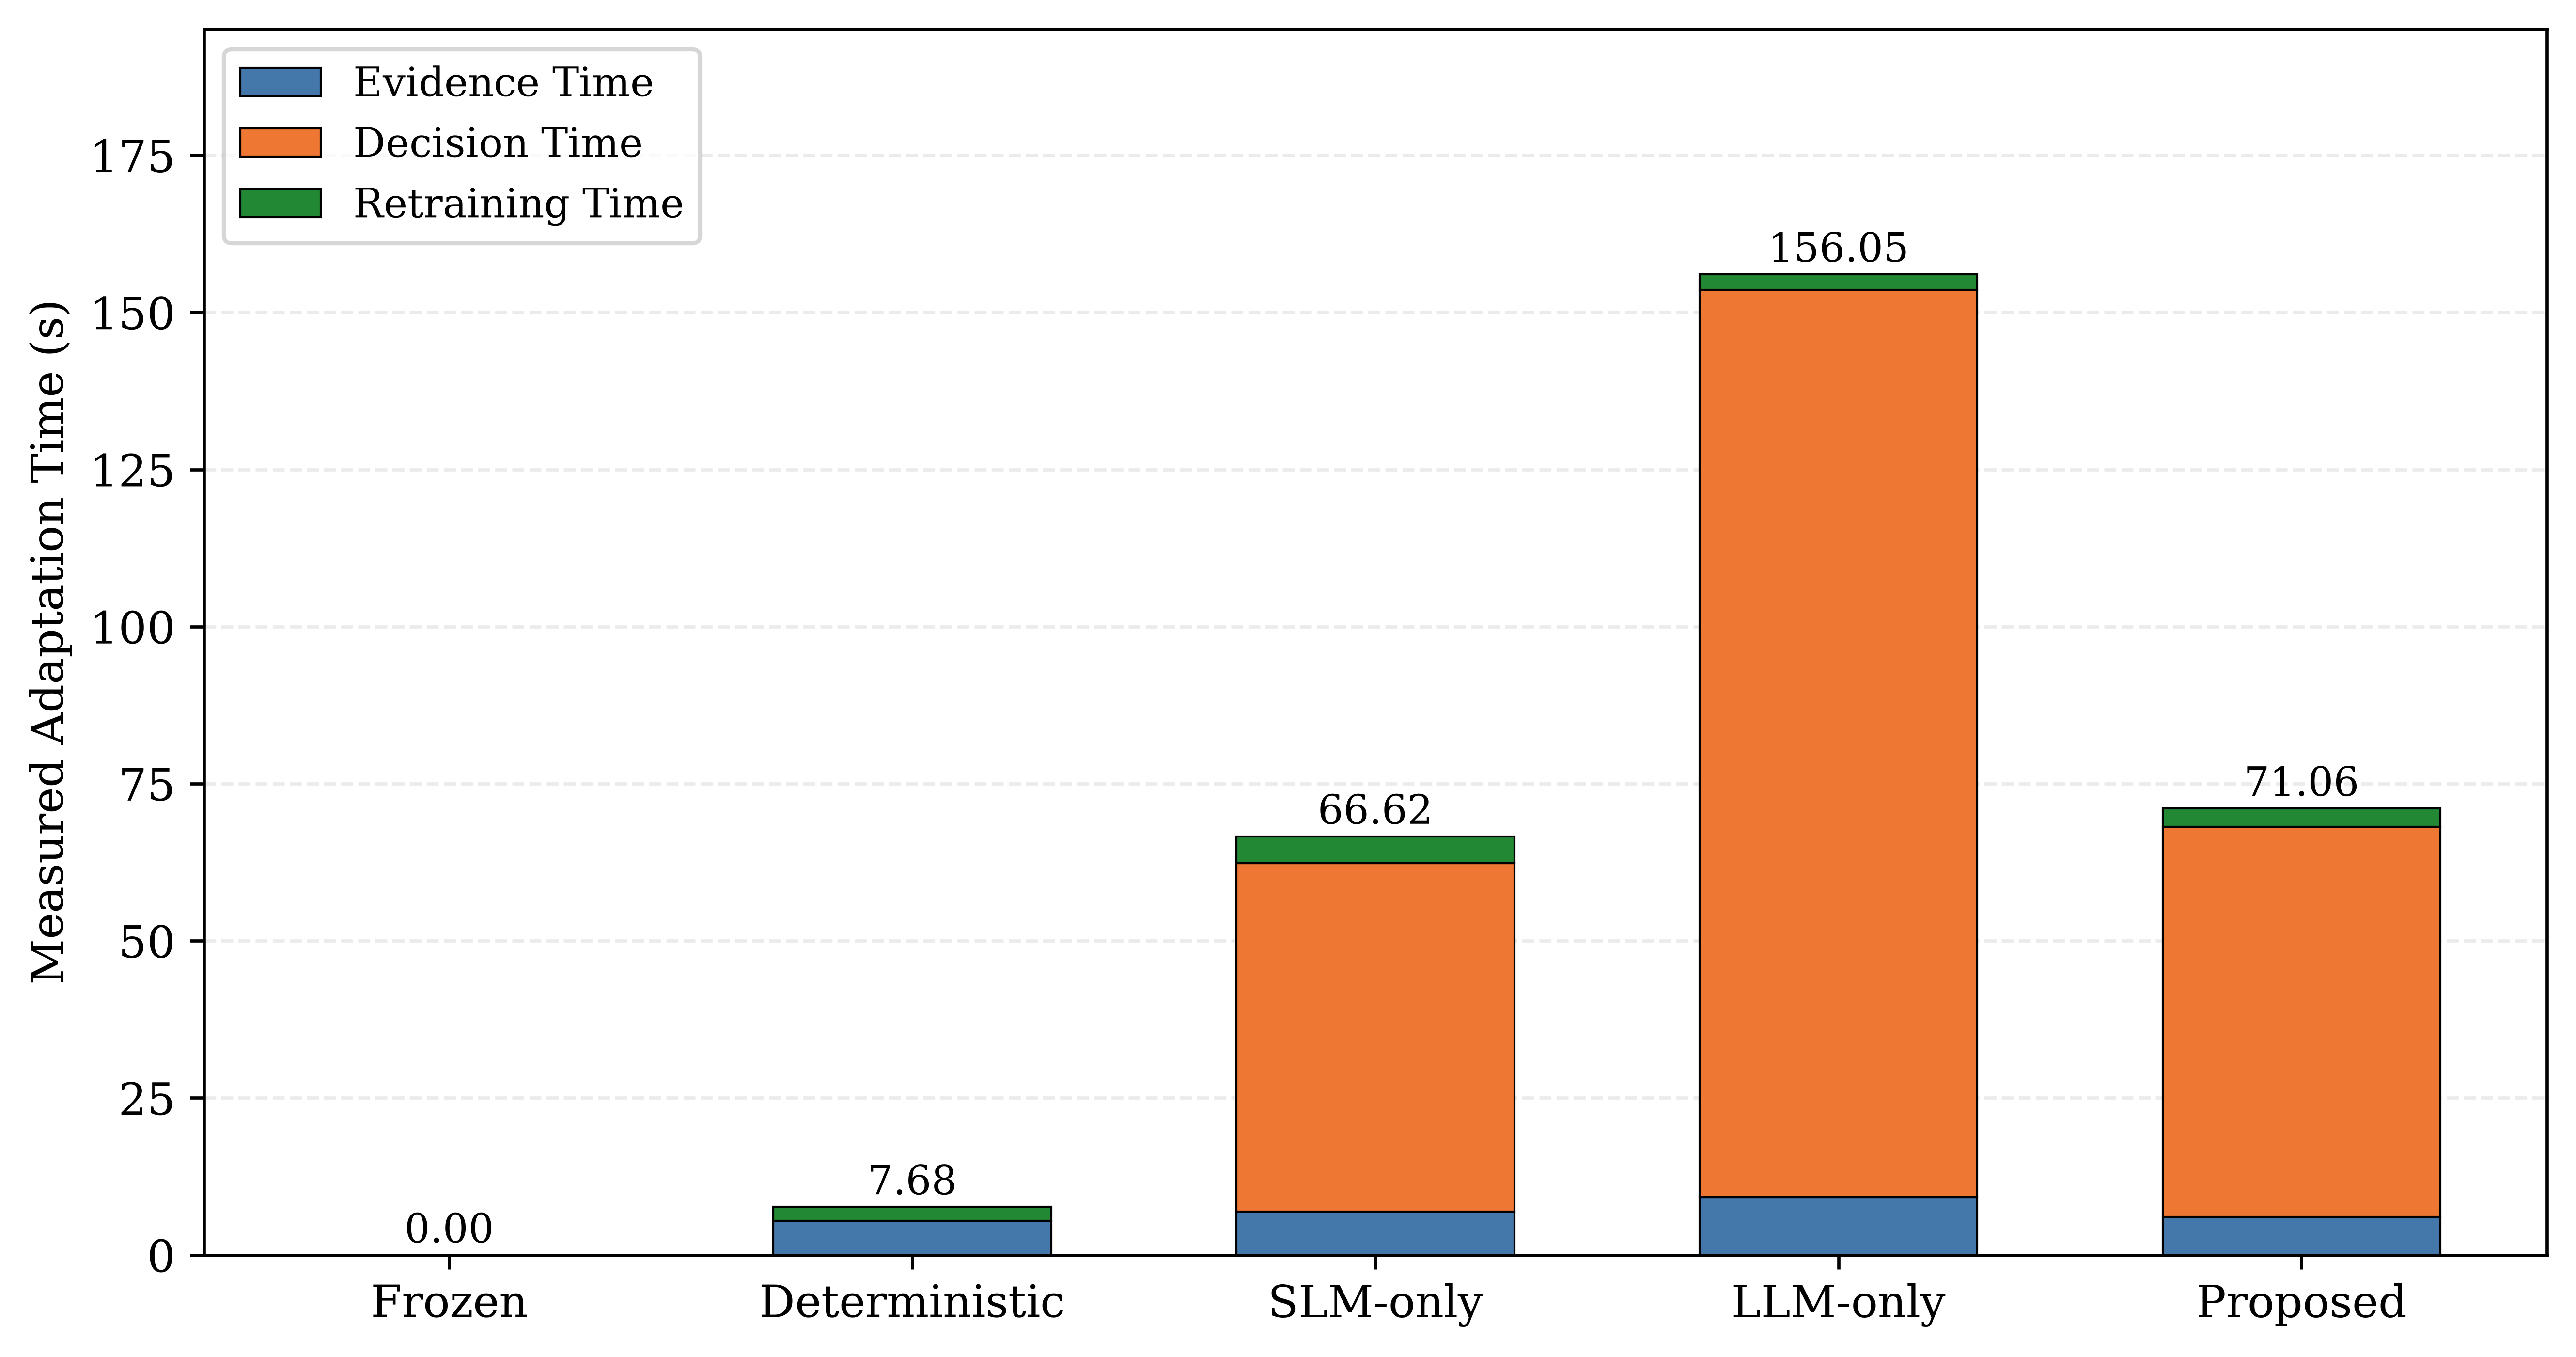 Evidence Time
Decision Time
Retraining Time
Measured Adaptation Time (s)
175
150
125
100
75
50
25
0
0.00
7.68
66.62
156.05
71.06
Frozen
Deterministic
SLM-only
LLM-only
Proposed